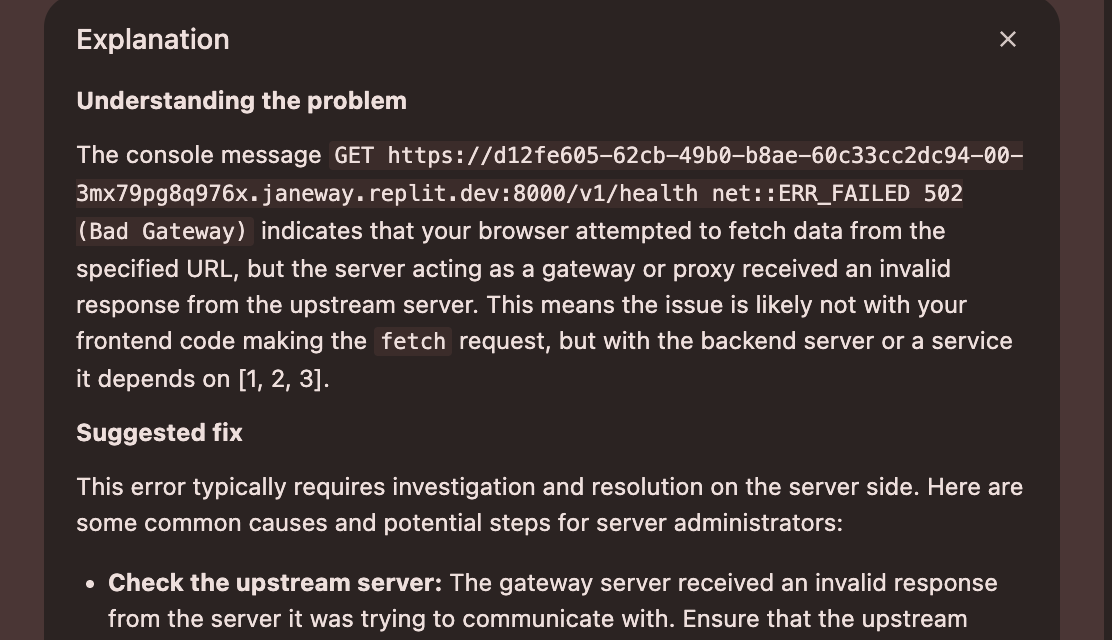 Explanation
Understanding the problem
The console message GET https://d12fe605-62cb-49b0-b8ae-60c33cc2dc94-00-
3mx79pg8q976x.janeway.replit.dev:8000/v1/health net::ERR_FAILED 502
(Bad Gateway) indicates that your browser attempted to fetch data from the
specified URL, but the server acting as a gateway or proxy received an invalid
response from the upstream server. This means the issue is likely not with your
frontend code making the fetch request, but with the backend server or a service
it depends on [1, 2, 3].
Suggested fix
This error typically requires investigation and resolution on the server side. Here are
some common causes and potential steps for server administrators:
• Check the upstream server: The gateway server received an invalid response
from the server it was trying to communicate with. Ensure that the upstream